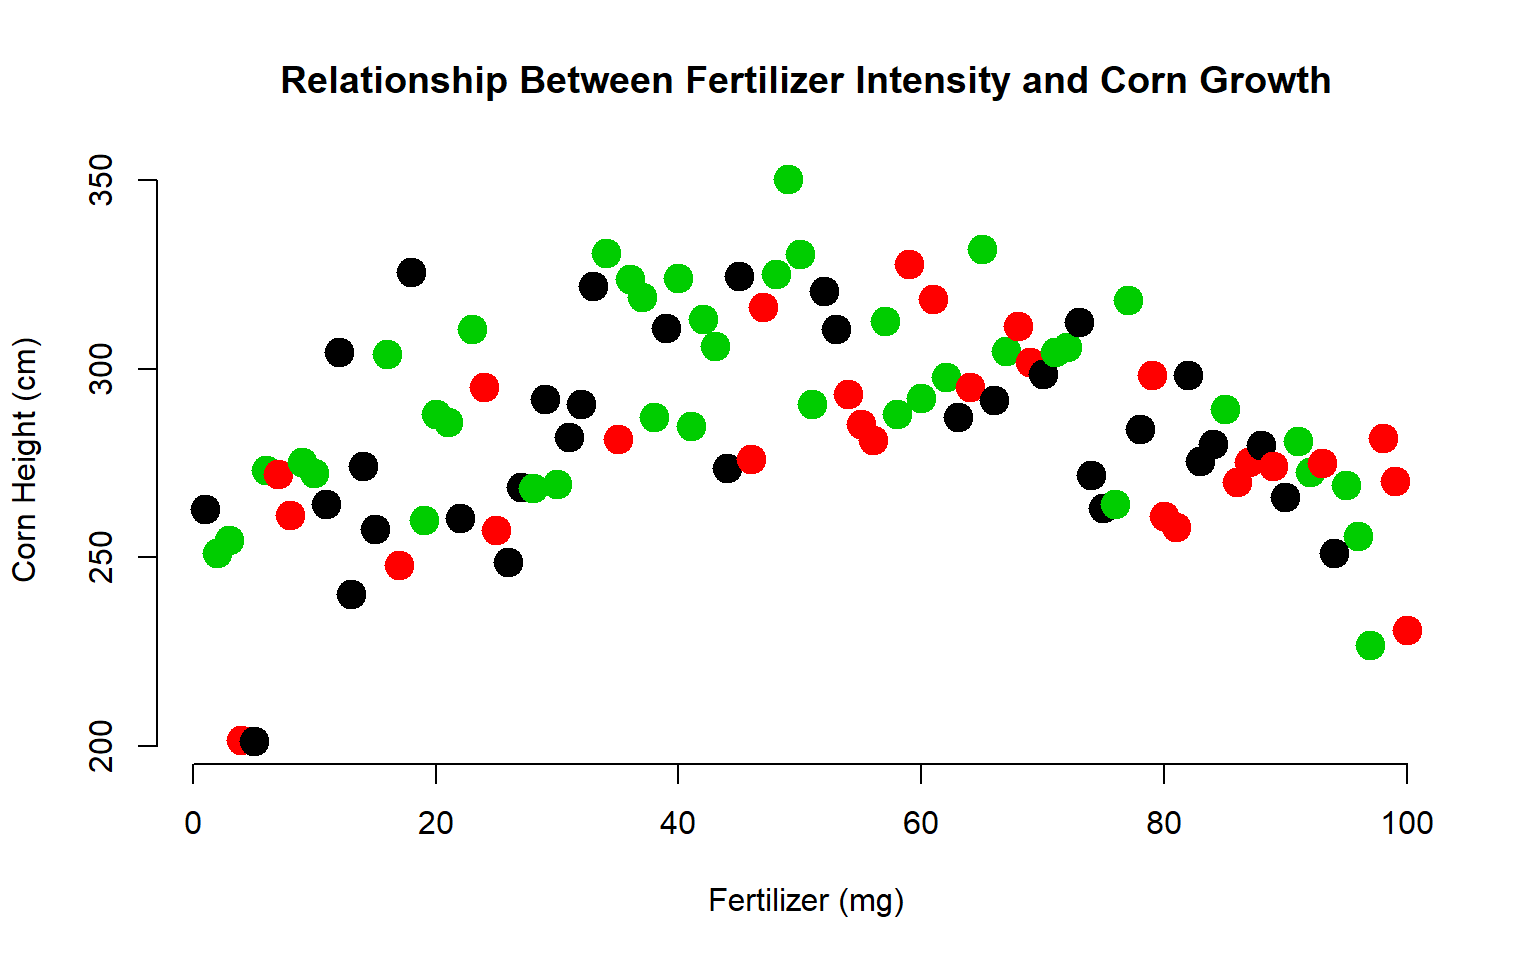 Relationship Between Fertilizer Intensity and Corn Growth
Corn Height (cm)
350
300
250
200
0 20 40 60 80 100
Fertilizer (mg)